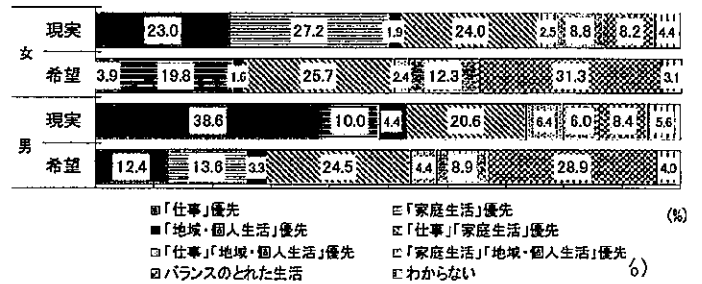 現実 23.0 27.2 1.9 24.0 2.5 8.8 8.2 4.4
女
希望 3.9 19.8 1.6 25.7 2.4 12.3 31.3 3.1
現実 38.6 10.0 4.4 20.6 6.4 6.0 8.4 5.6
男
希望 12.4 13.6 3.3 24.5 4.4 8.9 28.9 4.0
「仕事」優先 「家庭生活」優先
(%)
「地域・個人生活」優先 「仕事」「家庭生活」優先
「仕事」「地域・個人生活」優先 「家庭生活」「地域・個人生活」優先
バランスのとれた生活 わからない